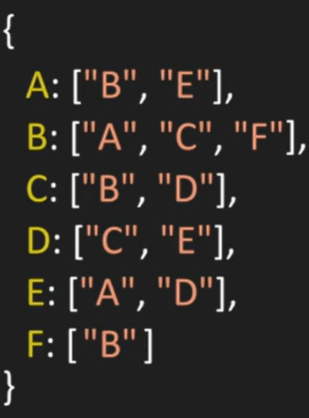 {
A: ["B", "E"],
B: ["A", "C", "F"],
C: ["B", "D"],
D: ["C", "E"],
E: ["A", "D"],
F: ["B"]
}